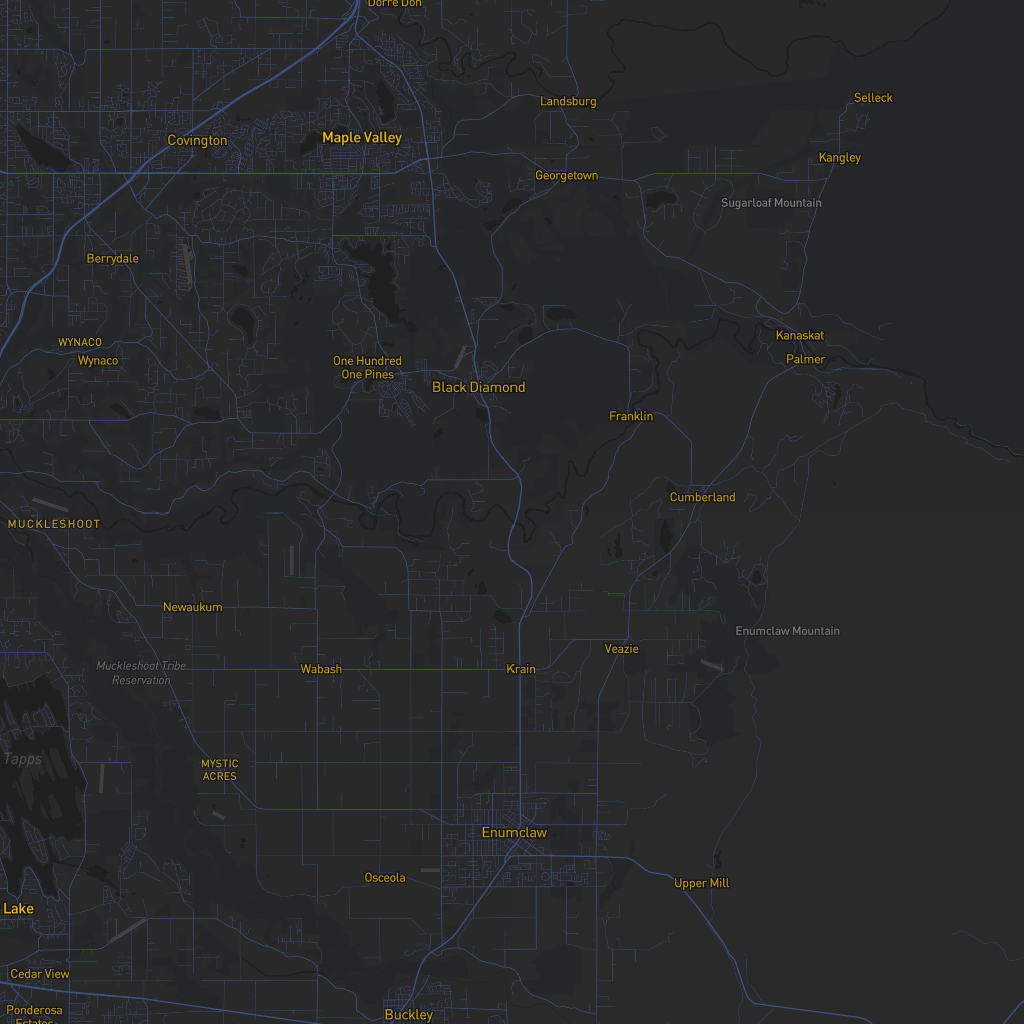 Dorre Don
Selleck
Landsburg
Covington
Maple Valley
Kangley
Georgetown
Sugarloaf Mountain
Berrydale
Kanaskat
WYNACO
Wynaco
Palmer
One Hundred
One Pines
Black Diamond
Franklin
Cumberland
MUCKLESHOOT
Newaukum
Enumclaw Mountain
Veazie
Muckleshoot Tribe
Reservation
Wabash
Krain
Tapps
MYSTIC
ACRES
Enumclaw
Osceola
Upper Mill
Lake
Cedar View
Ponderosa
Estates
Buckley